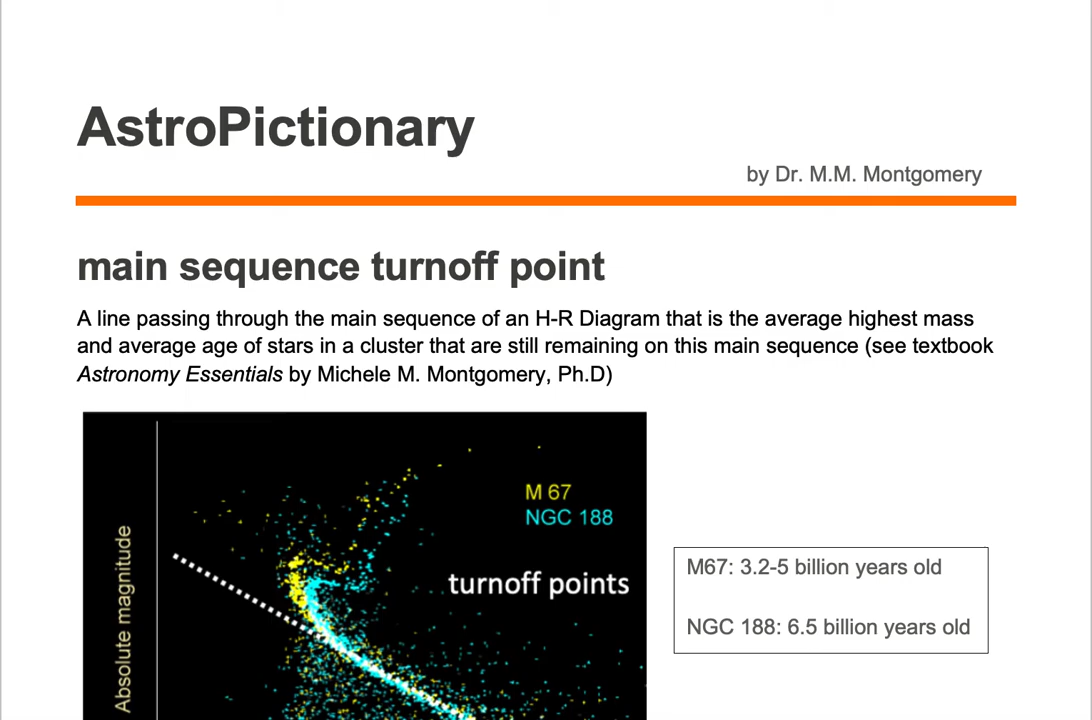 AstroPictionary
by Dr. M.M. Montgomery
main sequence turnoff point
A line passing through the main sequence of an H-R Diagram that is the average highest mass
and average age of stars in a cluster that are still remaining on this main sequence (see textbook
Astronomy Essentials by Michele M. Montgomery, Ph.D)
M 67
NGC 188
turnoff points
Absolute magnitude
M67: 3.2-5 billion years old
NGC 188: 6.5 billion years old